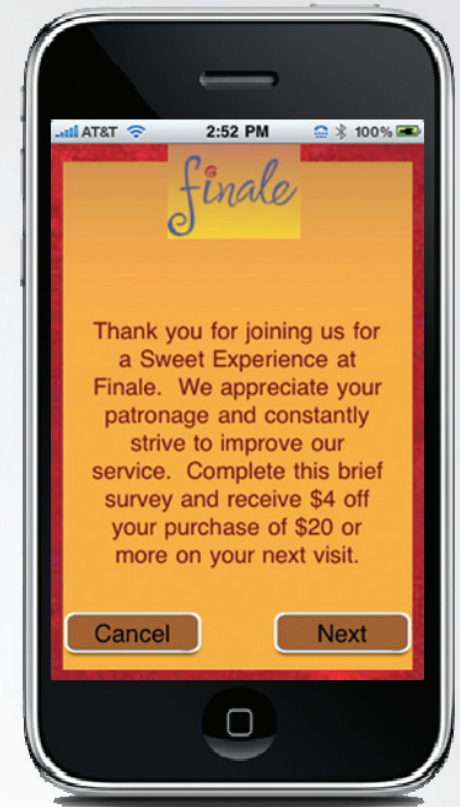 AT&T 2:52 PM 100%
finale
Thank you for joining us for
a Sweet Experience at
Finale. We appreciate your
patronage and constantly
strive to improve our
service. Complete this brief
survey and receive $4 off
your purchase of $20 or
more on your next visit.
Cancel Next